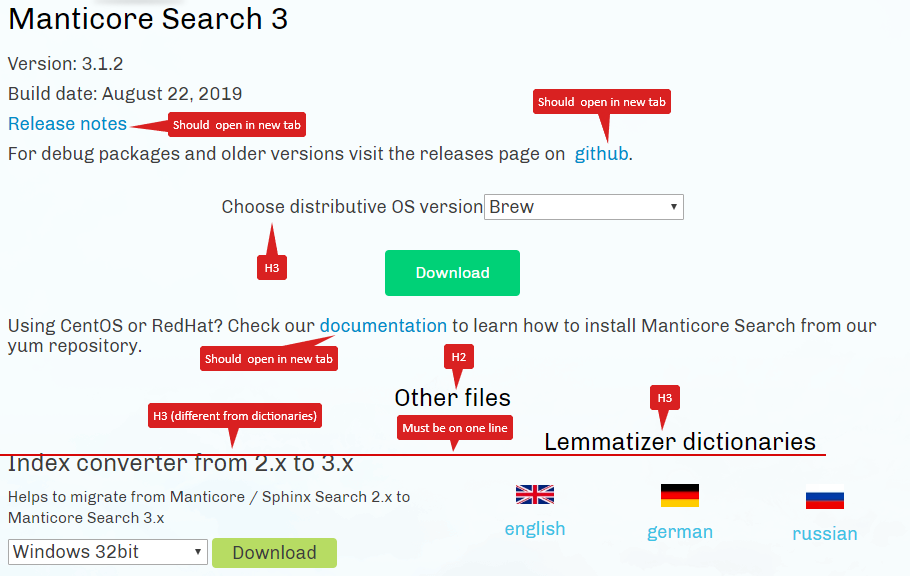 Manticore Search 3
Version: 3.1.2
Build date: August 22, 2019
Should open in new tab
Release notes
Should open in new tab
For debug packages and older versions visit the releases page on github.
Choose distributive OS version Brew
H3
Download
Using CentOS or RedHat? Check our documentation to learn how to install Manticore Search from our
yum repository.
Should open in new tab
H2
Other files
H3
H3 (different from dictionaries)
Must be on one line
Lemmatizer dictionaries
Index converter from 2.x to 3.x
Helps to migrate from Manticore / Sphinx Search 2.x to
Manticore Search 3.x
english
german
russian
Windows 32bit
Download